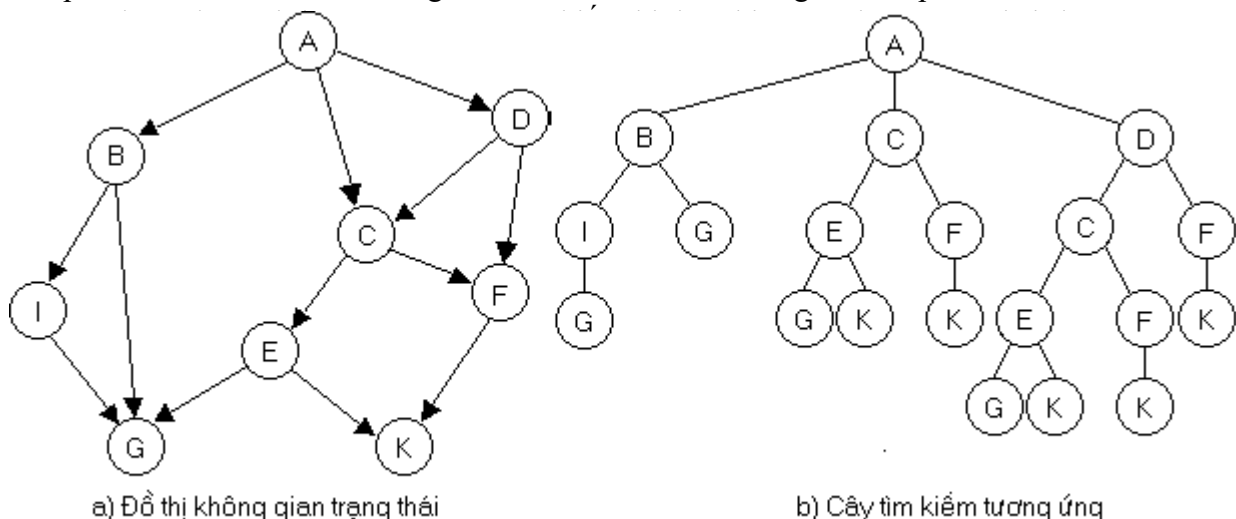 A
A
D
B
B
C
D
C
I
G
E
F
C
F
I
F
E
G
G
K
K
E
F
K
G
K
G
K
K
a) Đồ thị không gian trạng thái
b) Cây tìm kiếm tương ứng